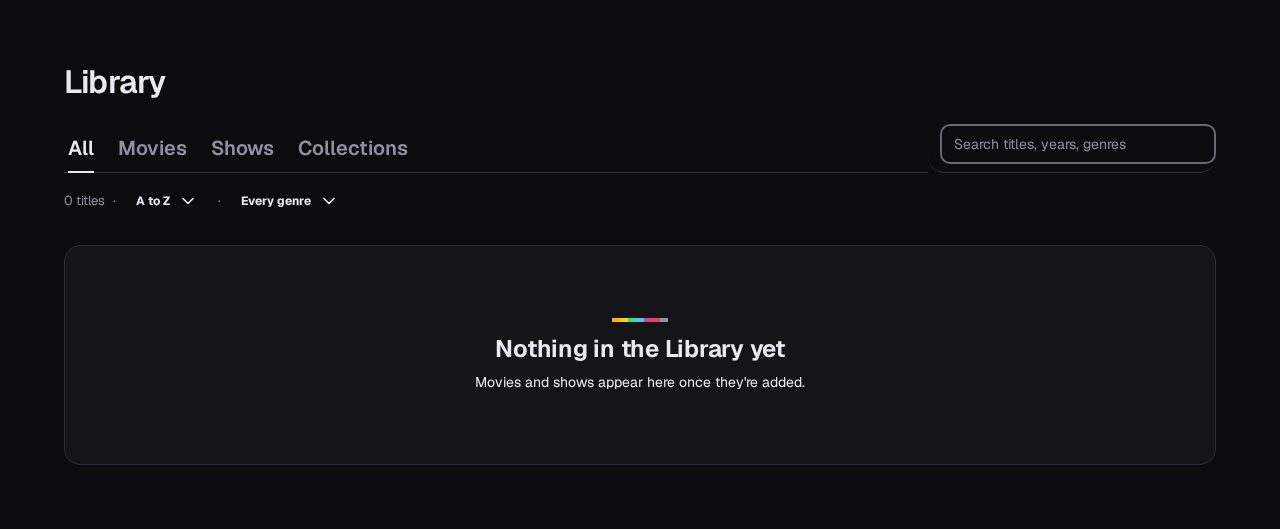 Library
All Movies Shows Collections
Search titles, years, genres
0 titles · A to Z · Every genre
Nothing in the Library yet
Movies and shows appear here once they're added.